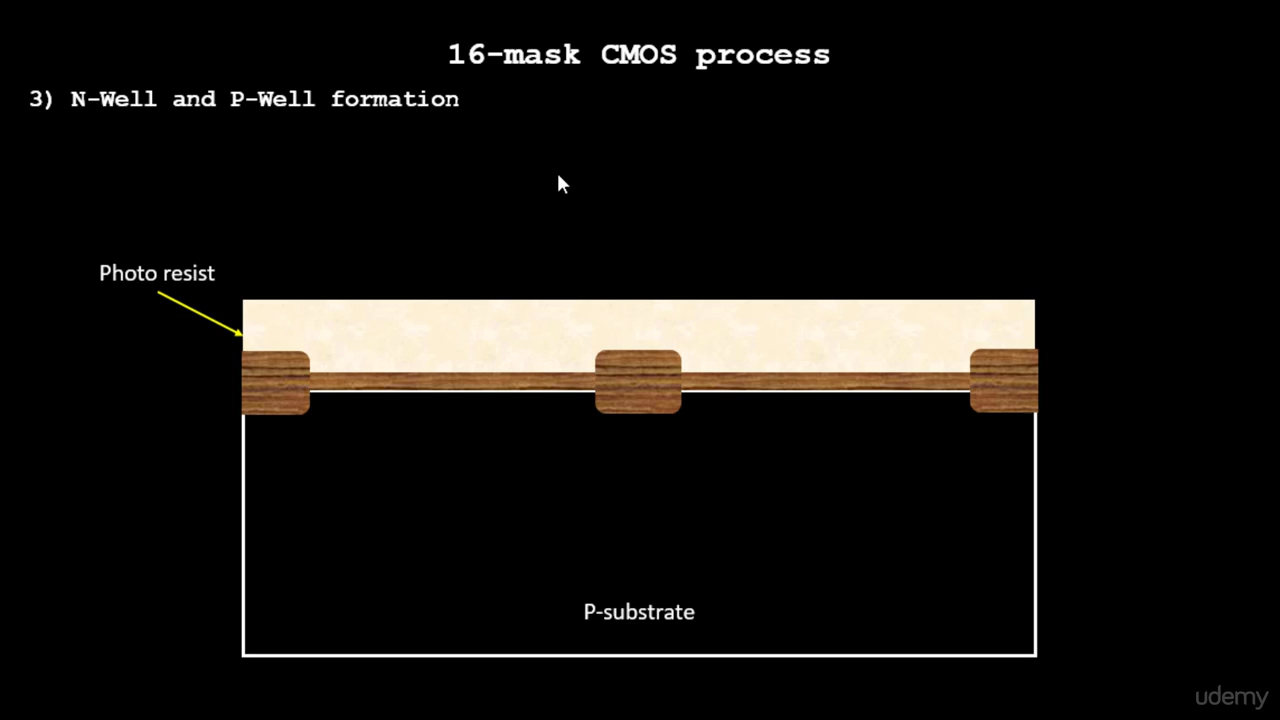 16-mask CMOS process
3) N-Well and P-Well formation
Photo resist
P-substrate
udemy